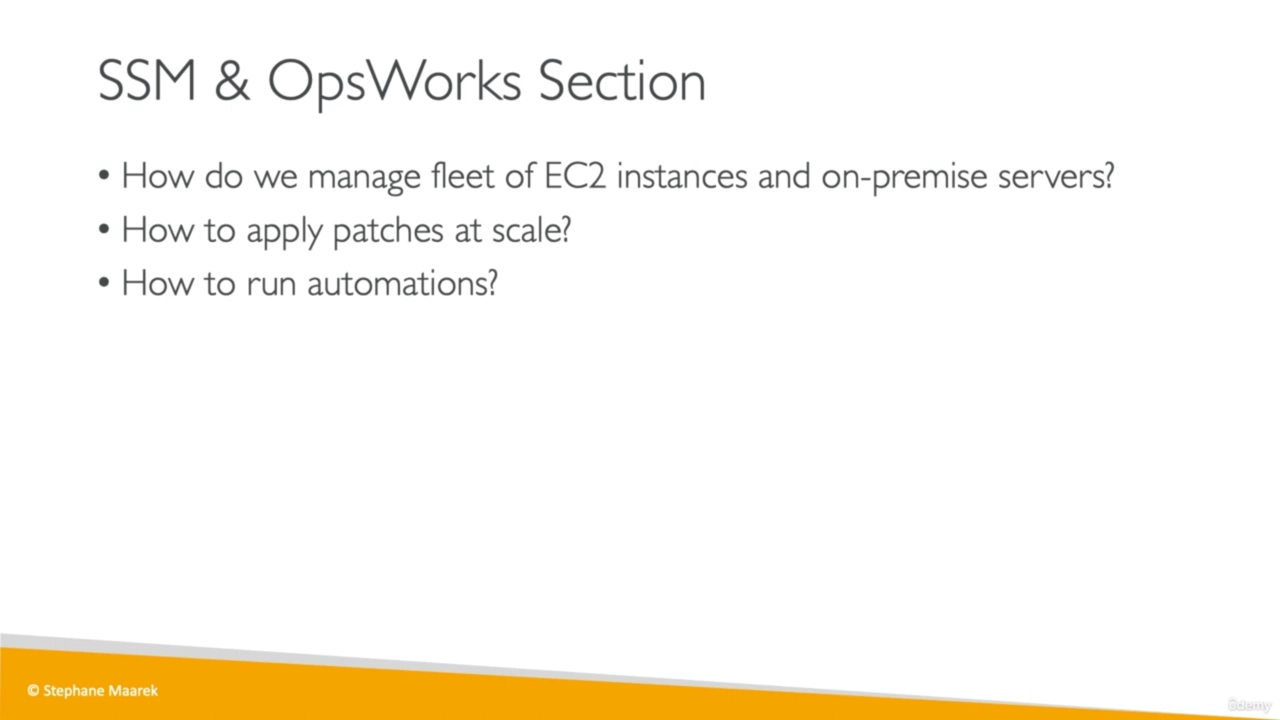 SSM & OpsWorks Section
• How do we manage fleet of EC2 instances and on-premise servers?
• How to apply patches at scale?
• How to run automations?
© Stephane Maarek
ûdemy